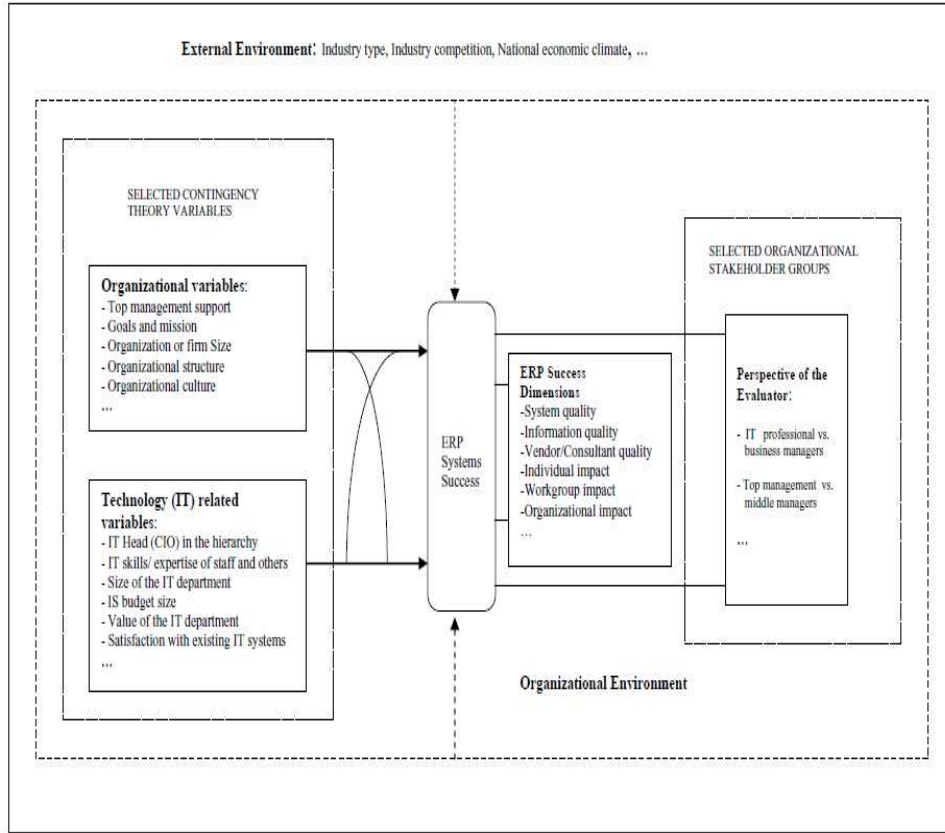 External Environment: Industry type, Industry competition, National economic climate, ...
SELECTED CONTINGENCY
THEORY VARIABLES
Organizational variables:
- Top management support
- Goals and mission
- Organization or firm Size
- Organizational structure
- Organizational culture
...
Technology (IT) related
variables:
- IT Head (CIO) in the hierarchy
- IT skills/ expertise of staff and others
- Size of the IT department
- IS budget size
- Value of the IT department
- Satisfaction with existing IT systems
...
ERP
Systems
Success
ERP Success
Dimensions
-System quality
-Information quality
-Vendor/Consultant quality
-Individual impact
-Workgroup impact
-Organizational impact
...
SELECTED ORGANIZATIONAL
STAKEHOLDER GROUPS
Perspective of the
Evaluator:
- IT professional vs.
business managers
- Top management vs.
middle managers
...
Organizational Environment